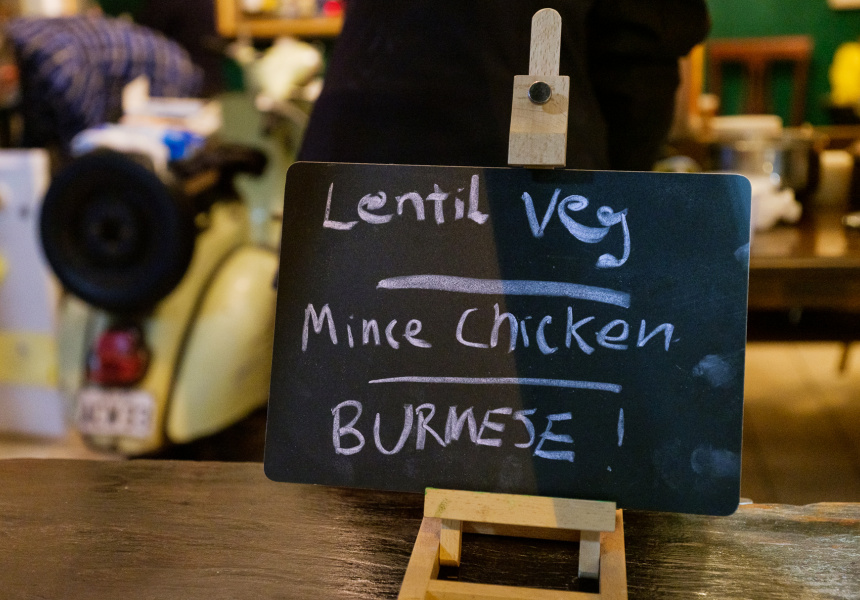 Lentil Veg
Mince Chicken
BURMESE !